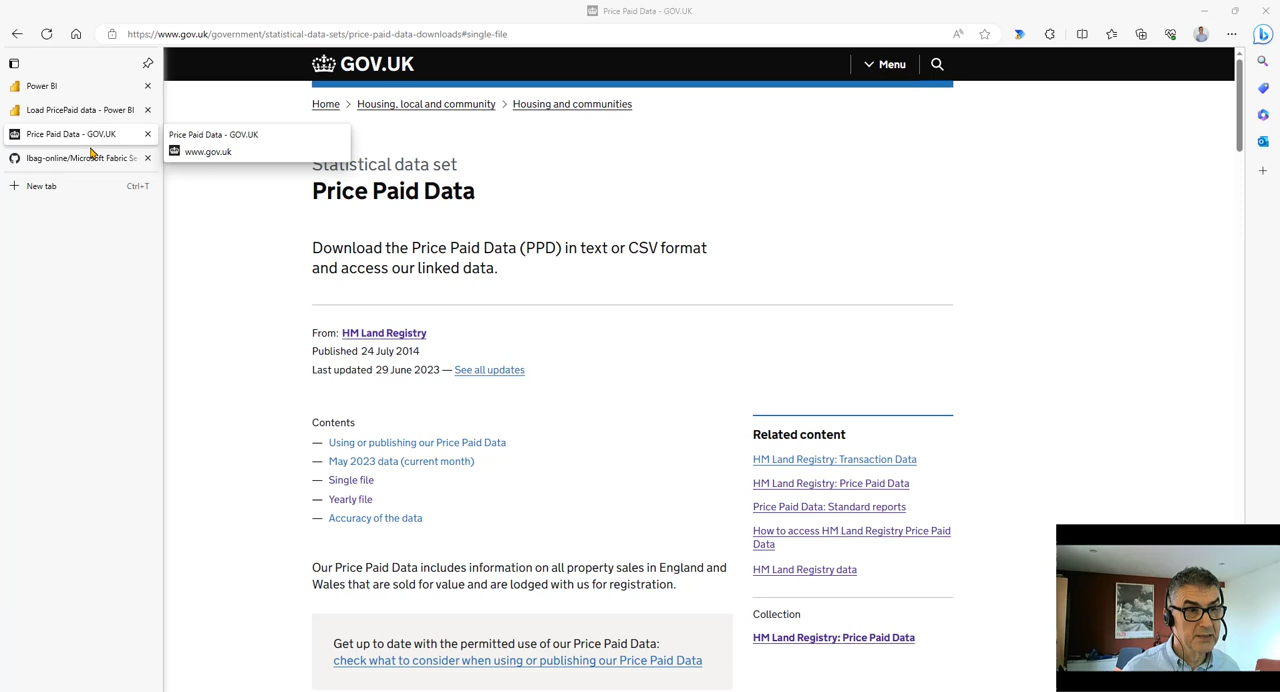 Price Paid Data - GOV.UK
https://www.gov.uk/government/statistical-data-sets/price-paid-data-downloads#single-file
Power BI
Load PricePaid data - Power BI
Price Paid Data - GOV.UK
lbag-online/Microsoft Fabric Se
New tab
Ctrl+T
Price Paid Data - GOV.UK
www.gov.uk
GOV.UK
Menu
Home > Housing, local and community > Housing and communities
Statistical data set
Price Paid Data
Download the Price Paid Data (PPD) in text or CSV format
and access our linked data.
From: HM Land Registry
Published 24 July 2014
Last updated 29 June 2023 — See all updates
Contents
— Using or publishing our Price Paid Data
— May 2023 data (current month)
— Single file
— Yearly file
— Accuracy of the data
Our Price Paid Data includes information on all property sales in England and
Wales that are sold for value and are lodged with us for registration.
Get up to date with the permitted use of our Price Paid Data:
check what to consider when using or publishing our Price Paid Data
Related content
HM Land Registry: Transaction Data
HM Land Registry: Price Paid Data
Price Paid Data: Standard reports
How to access HM Land Registry Price Paid
Data
HM Land Registry data
Collection
HM Land Registry: Price Paid Data